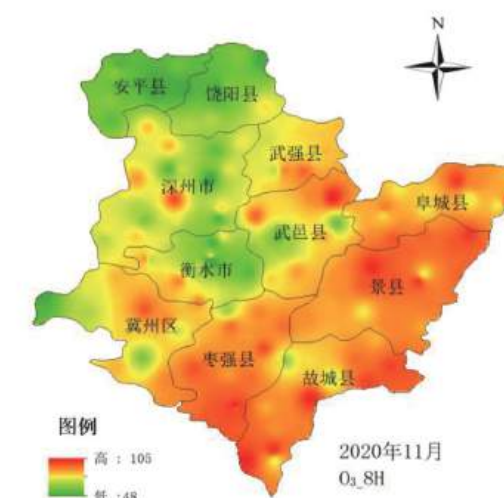 N
安平县
饶阳县
武强县
深州市
阜城县
武邑县
衡水市
景县
冀州区
枣强县
故城县
图例
高 : 105
低 :48
2020年11月
O₃_8H